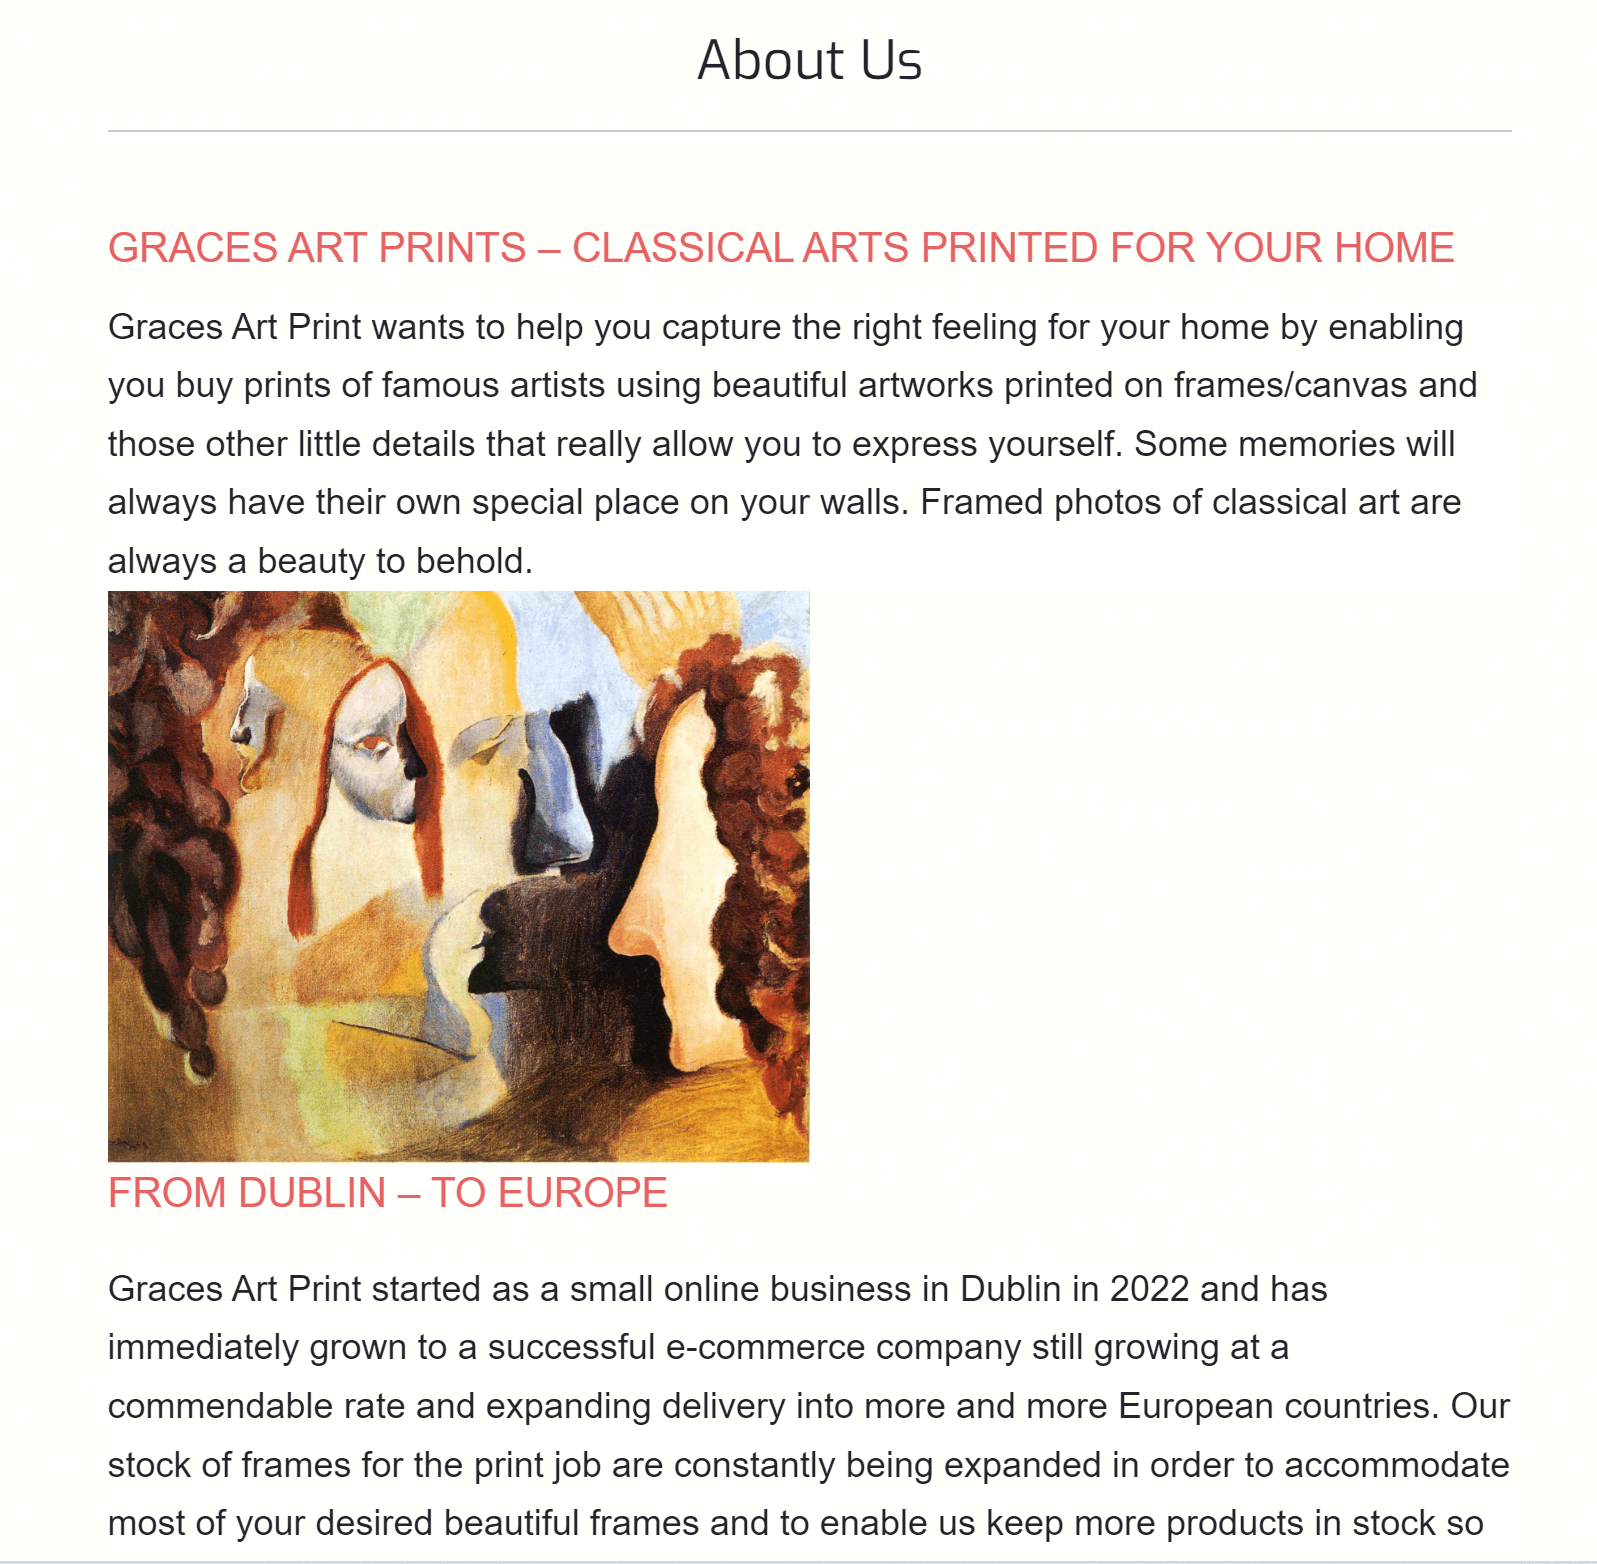 About Us
GRACES ART PRINTS – CLASSICAL ARTS PRINTED FOR YOUR HOME
Graces Art Print wants to help you capture the right feeling for your home by enabling
you buy prints of famous artists using beautiful artworks printed on frames/canvas and
those other little details that really allow you to express yourself. Some memories will
always have their own special place on your walls. Framed photos of classical art are
always a beauty to behold.
FROM DUBLIN – TO EUROPE
Graces Art Print started as a small online business in Dublin in 2022 and has
immediately grown to a successful e-commerce company still growing at a
commendable rate and expanding delivery into more and more European countries. Our
stock of frames for the print job are constantly being expanded in order to accommodate
most of your desired beautiful frames and to enable us keep more products in stock so